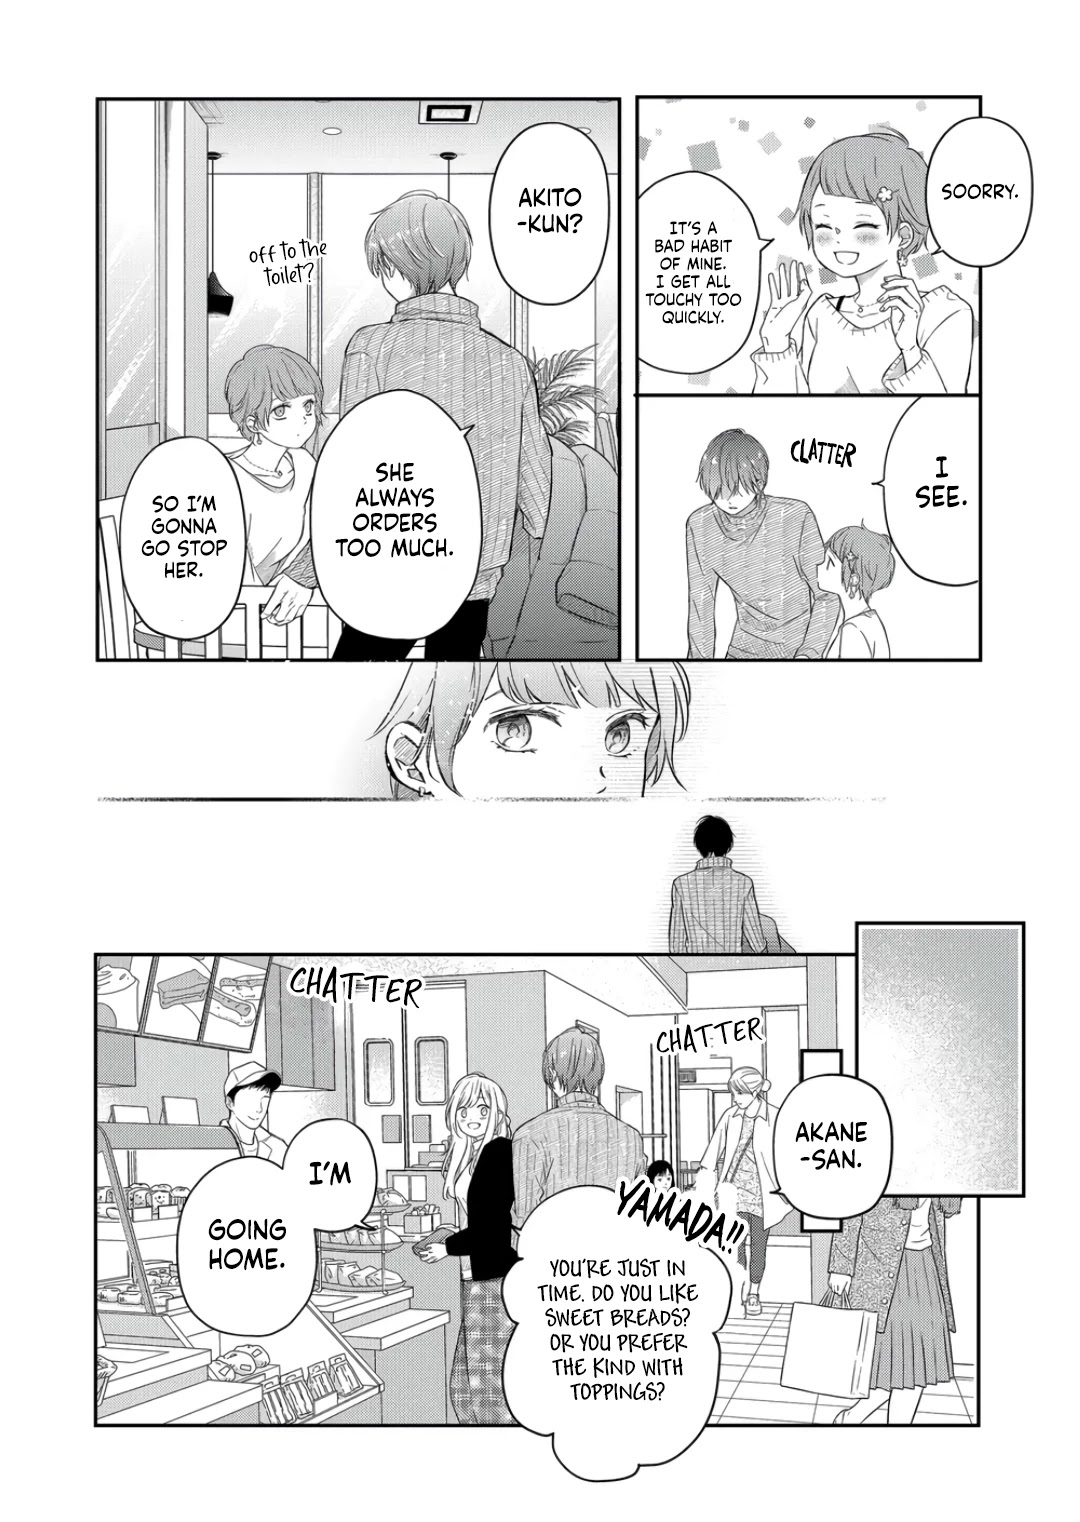 SOORRY.
IT'S A
BAD HABIT
OF MINE.
I GET ALL
TOUCHY TOO
QUICKLY.
I
SEE.
CLATTER
AKITO
-KUN?
off to the
toilet?
SHE
ALWAYS
ORDERS
TOO MUCH.
SO I'M
GONNA
GO STOP
HER.
AKANE
-SAN.
CHATTER
YAMADA!!
YOU'RE JUST IN
TIME. DO YOU LIKE
SWEET BREADS?
OR YOU PREFER
THE KIND WITH
TOPPINGS?
CHATTER
I'M
GOING
HOME.